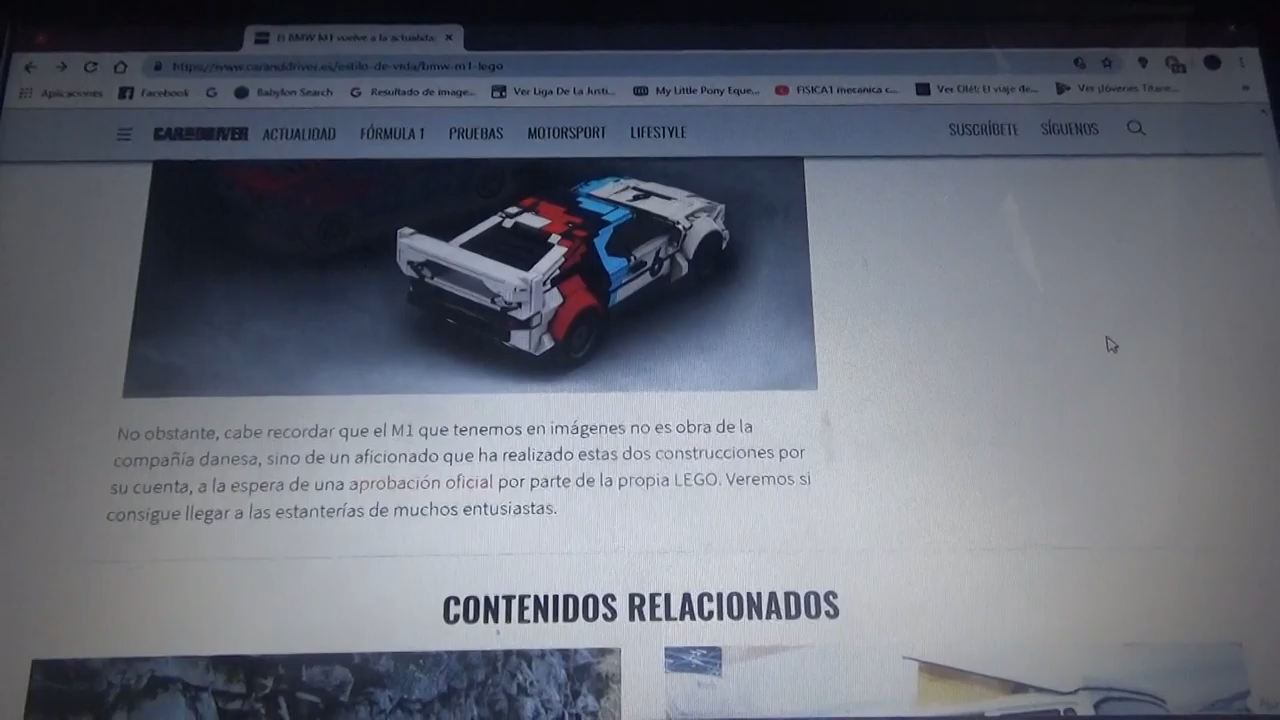 El BMW M1 vuelve a la actualida
https://www.caranddriver.es/estilo-de-vida/bmw-m1-lego
Aplicaciones Facebook Babylon Search Resultado de image... Ver Liga De La Justi... My Little Pony Eque... FISICA1 mecanica c... Ver Olé!: El viaje de... Ver Jóvenes Titane...
CAR AND DRIVER ACTUALIDAD FÓRMULA 1 PRUEBAS MOTORSPORT LIFESTYLE SUSCRÍBETE SÍGUENOS
No obstante, cabe recordar que el M1 que tenemos en imágenes no es obra de la
compañía danesa, sino de un aficionado que ha realizado estas dos construcciones por
su cuenta, a la espera de una aprobación oficial por parte de la propia LEGO. Veremos si
consigue llegar a las estanterías de muchos entusiastas.
CONTENIDOS RELACIONADOS